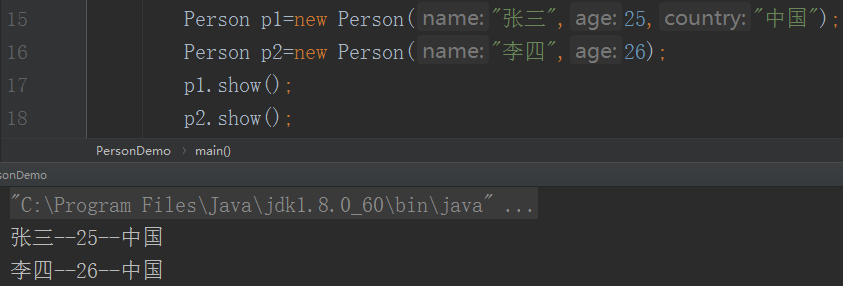 15 Person p1=new Person( name: "张三", age: 25, country: "中国");
16 Person p2=new Person( name: "李四", age: 26);
17 p1.show();
18 p2.show();
PersonDemo › main()
sonDemo
"C:\Program Files\Java\jdk1.8.0_60\bin\java" ...
张三--25--中国
李四--26--中国